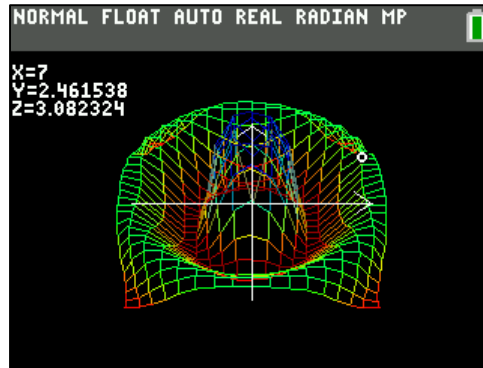 NORMAL FLOAT AUTO REAL RADIAN MP
X=7
Y=2.461538
Z=3.082324